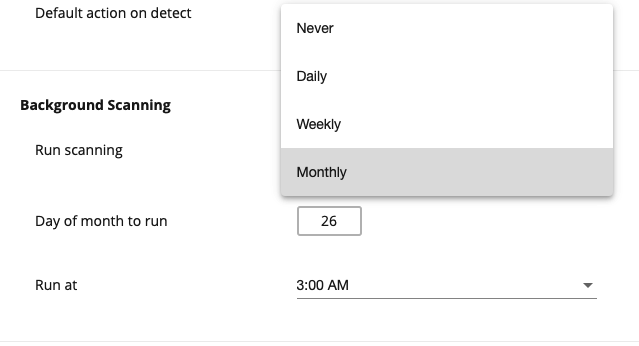 Default action on detect
Never
Daily
Background Scanning
Weekly
Run scanning
Monthly
Day of month to run 26
Run at 3:00 AM